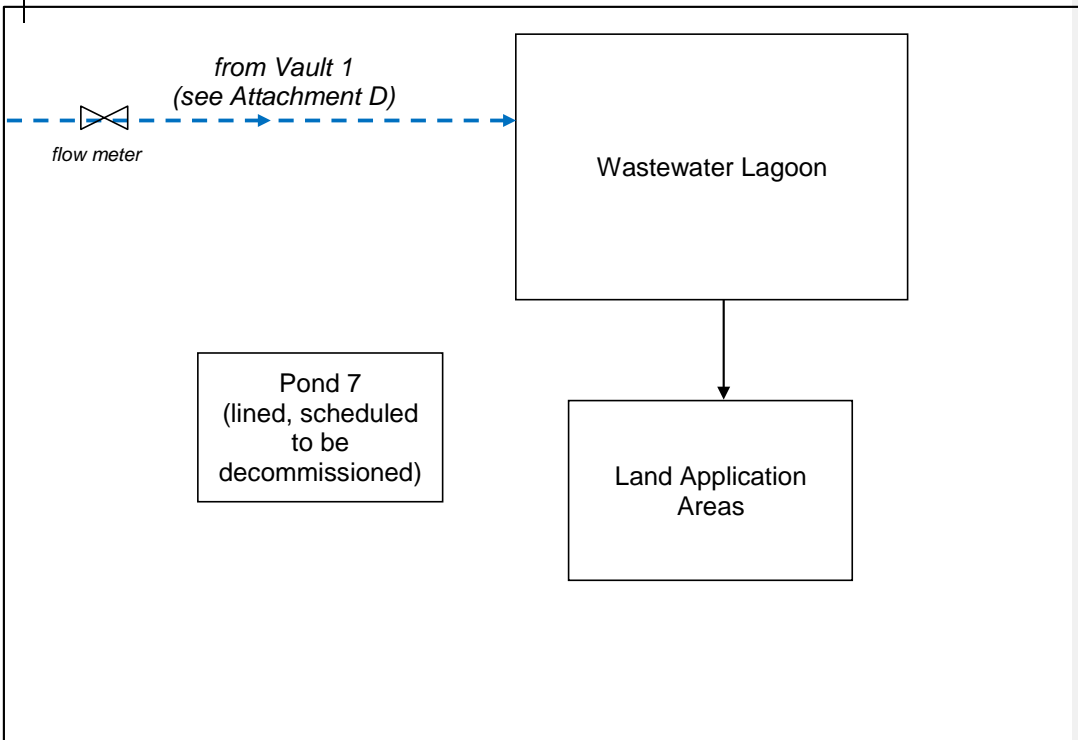 from Vault 1
(see Attachment D)
flow meter
Wastewater Lagoon
Pond 7
(lined, scheduled
to be
decommissioned)
Land Application
Areas